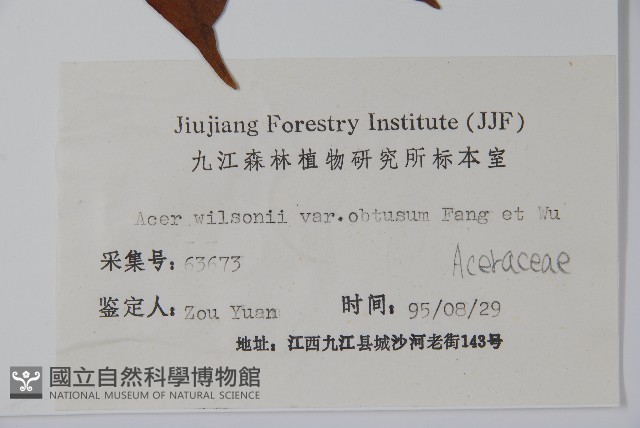 Jiujiang Forestry Institute (JJF)
九江森林植物研究所标本室
Acer wilsonii var.obtusum Fang et Wu
采集号: 63673
Aceraceae
鉴定人: Zou Yuan 时间: 95/08/29
地址: 江西九江县城沙河老街143号
國立自然科學博物館
NATIONAL MUSEUM OF NATURAL SCIENCE